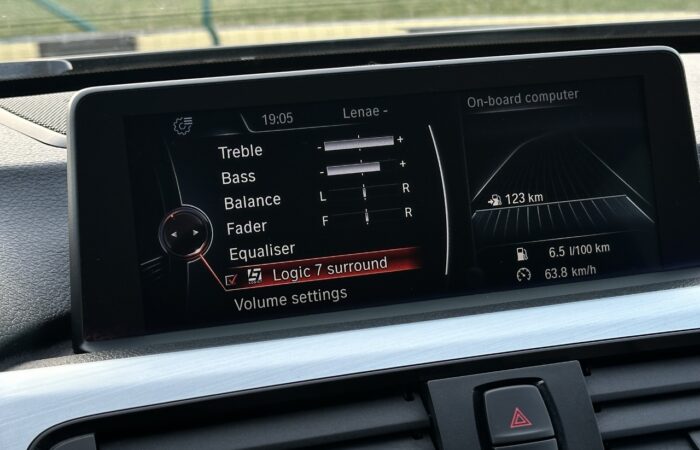 19:05 Lenae -
Treble - +
Bass - +
Balance L R
Fader F R
Equaliser
Logic 7 surround
Volume settings
On-board computer
123 km
6.5 l/100 km
63.8 km/h